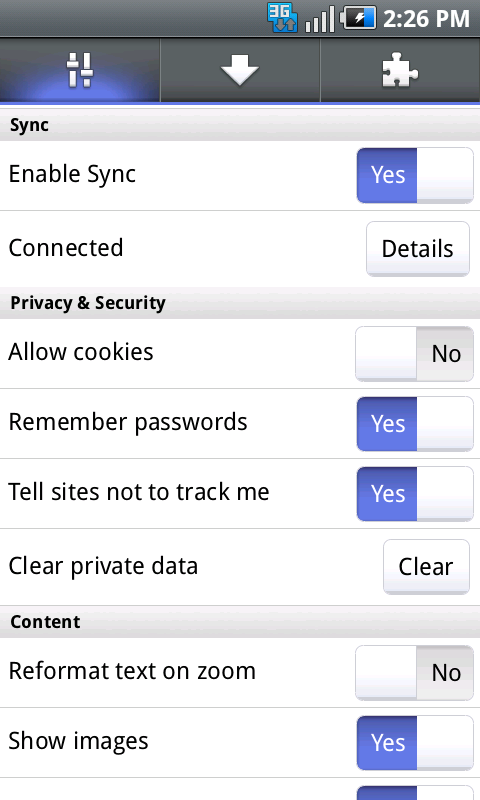 3G 2:26 PM
Sync
Enable Sync Yes
Connected Details
Privacy & Security
Allow cookies No
Remember passwords Yes
Tell sites not to track me Yes
Clear private data Clear
Content
Reformat text on zoom No
Show images Yes